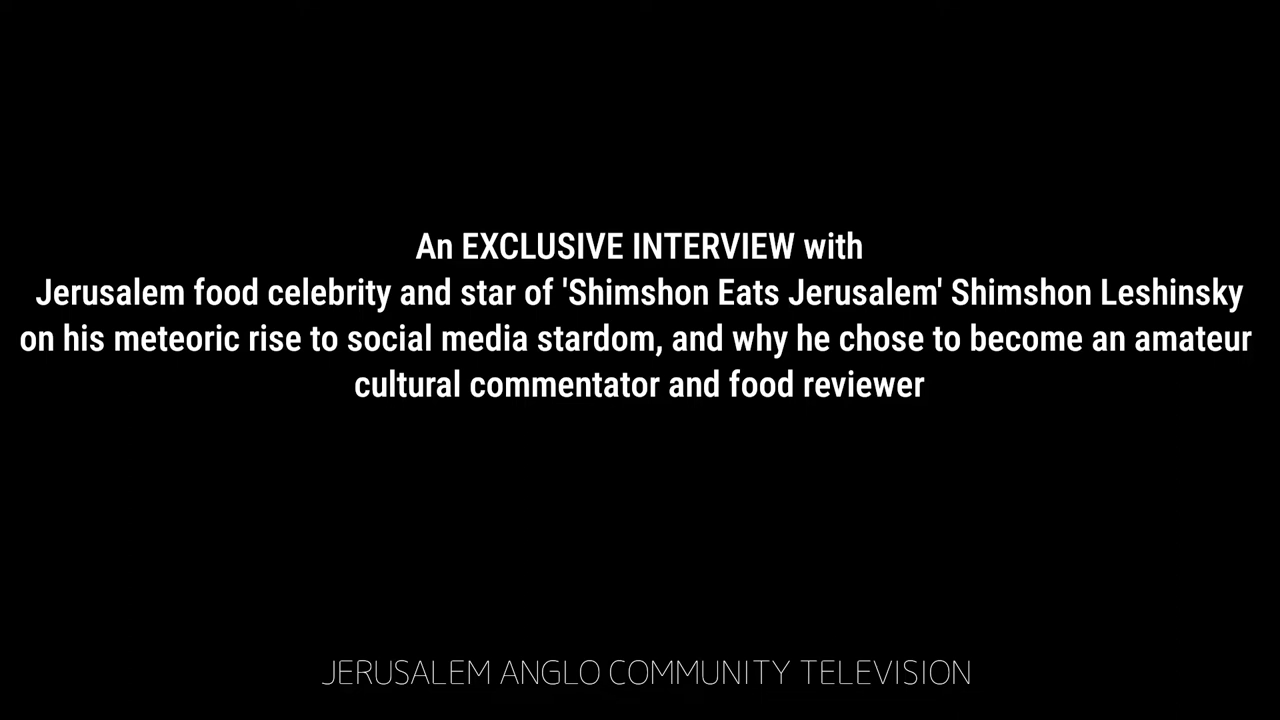 An EXCLUSIVE INTERVIEW with
Jerusalem food celebrity and star of 'Shimshon Eats Jerusalem' Shimshon Leshinsky
on his meteoric rise to social media stardom, and why he chose to become an amateur
cultural commentator and food reviewer
JERUSALEM ANGLO COMMUNITY TELEVISION